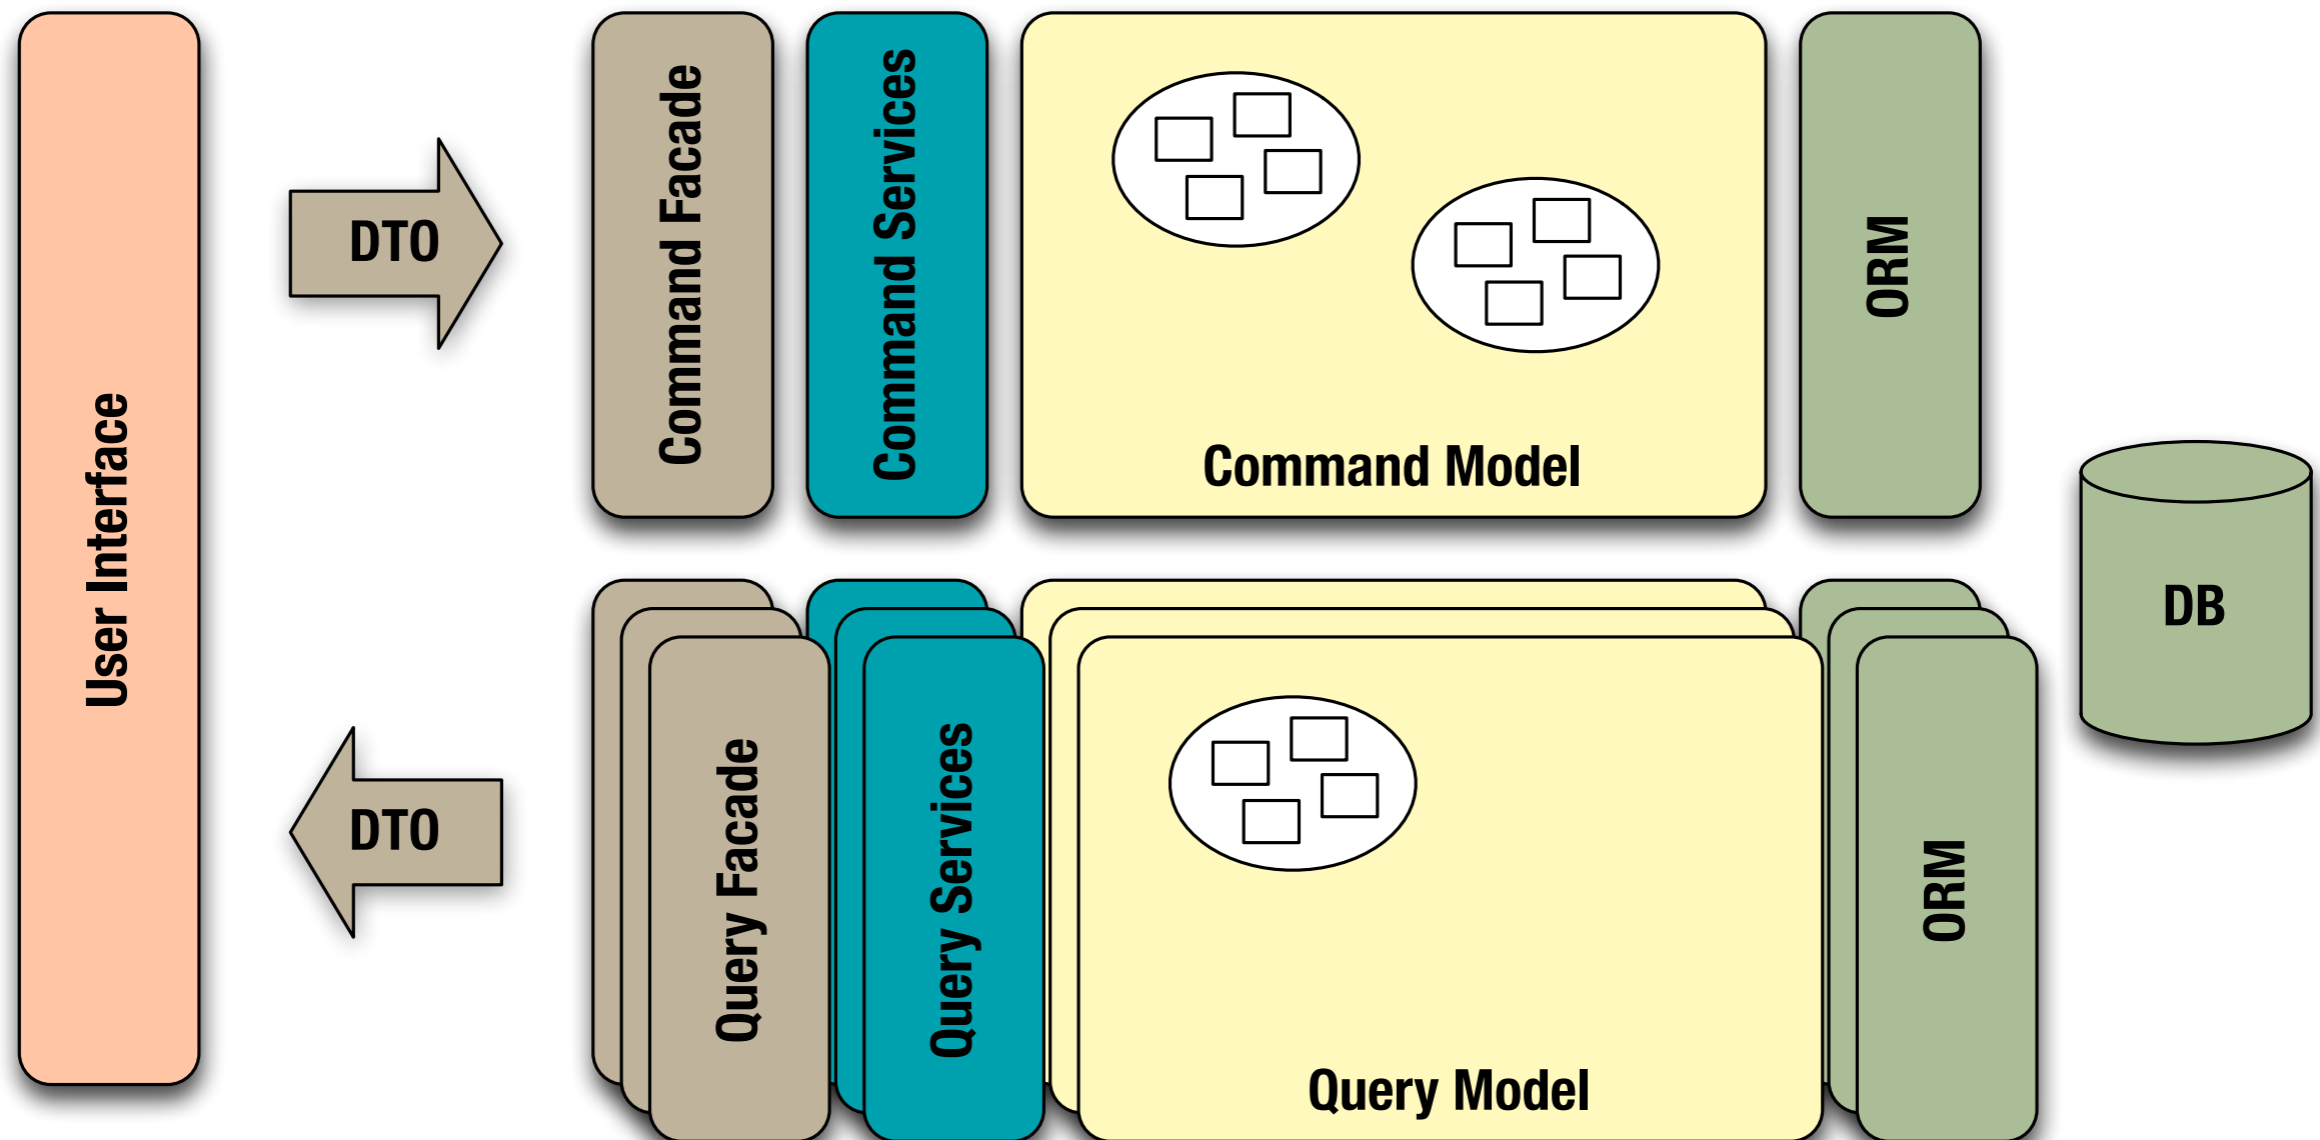 User Interface
DTO
Command Facade
Command Services
Command Model
ORM
DB
DTO
Query Facade
Query Services
Query Model
ORM